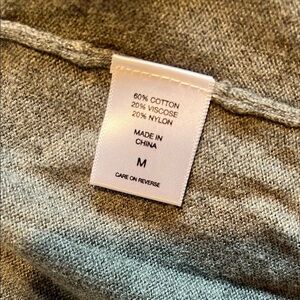 60% COTTON
20% VISCOSE
20% NYLON
MADE IN
CHINA
M
CARE ON REVERSE